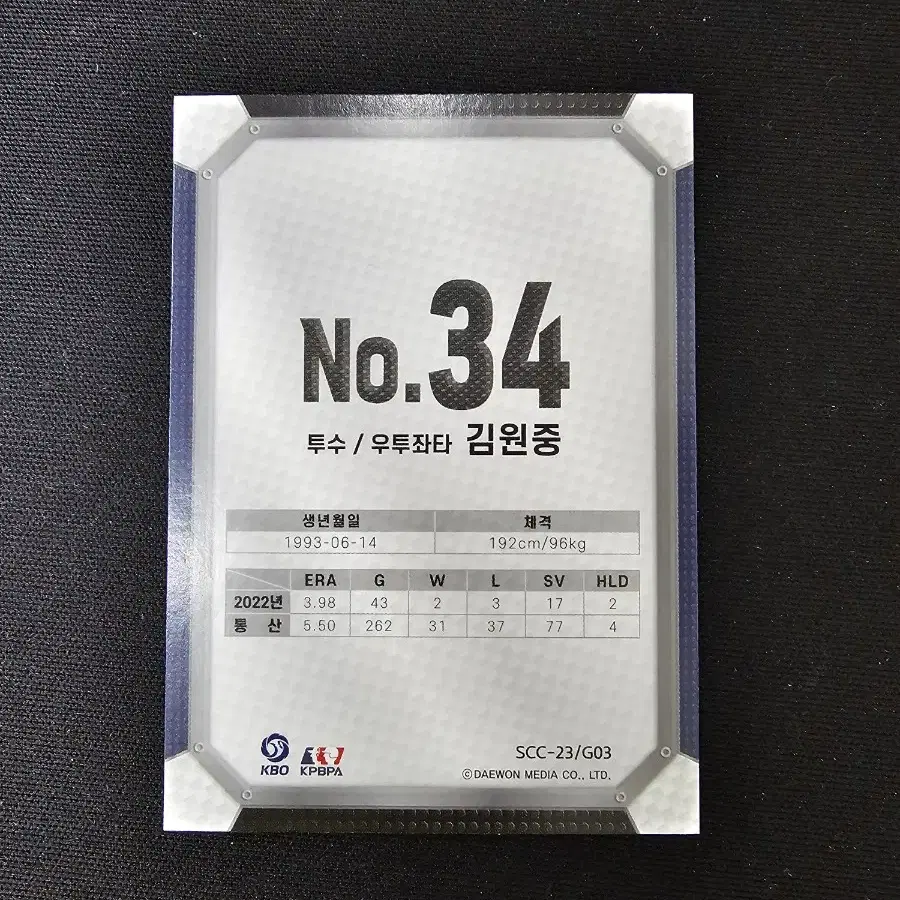 No.34
투수 / 우투좌타 김원중
생년월일 체격
1993-06-14 192cm/96kg
ERA G W L SV HLD
2022년 3.98 43 2 3 17 2
통 산 5.50 262 31 37 77 4
KBO KPBPA SCC-23/G03
©DAEWON MEDIA CO., LTD.